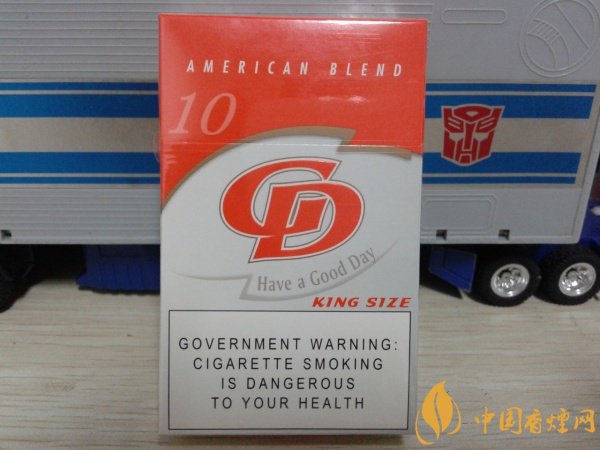 AMERICAN BLEND
10
GD
Have a Good Day
KING SIZE
GOVERNMENT WARNING:
CIGARETTE SMOKING
IS DANGEROUS
TO YOUR HEALTH
中国香烟网